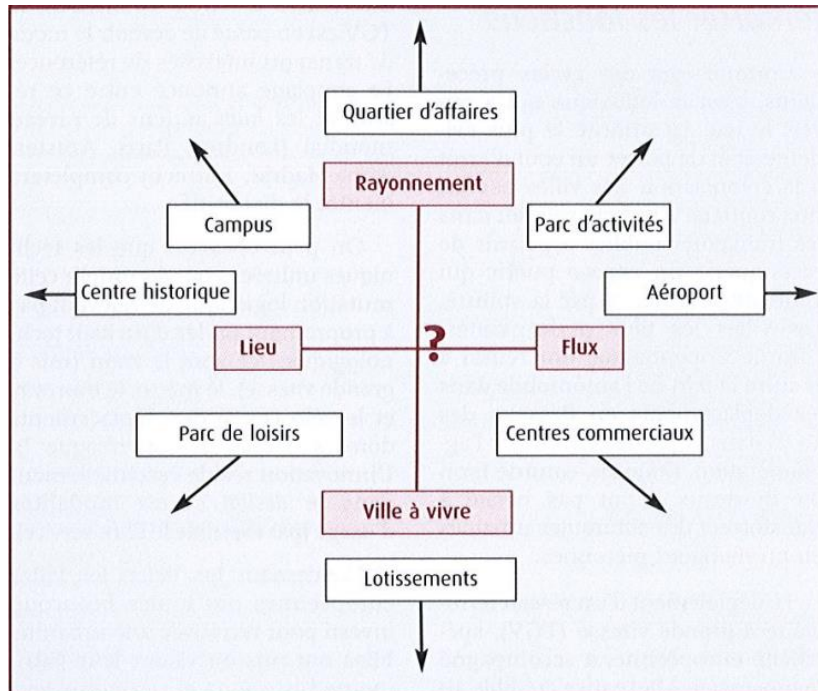 Quartier d'affaires
Rayonnement
Campus
Parc d'activités
Centre historique
Aéroport
Lieu
?
Flux
Parc de loisirs
Centres commerciaux
Ville à vivre
Lotissements